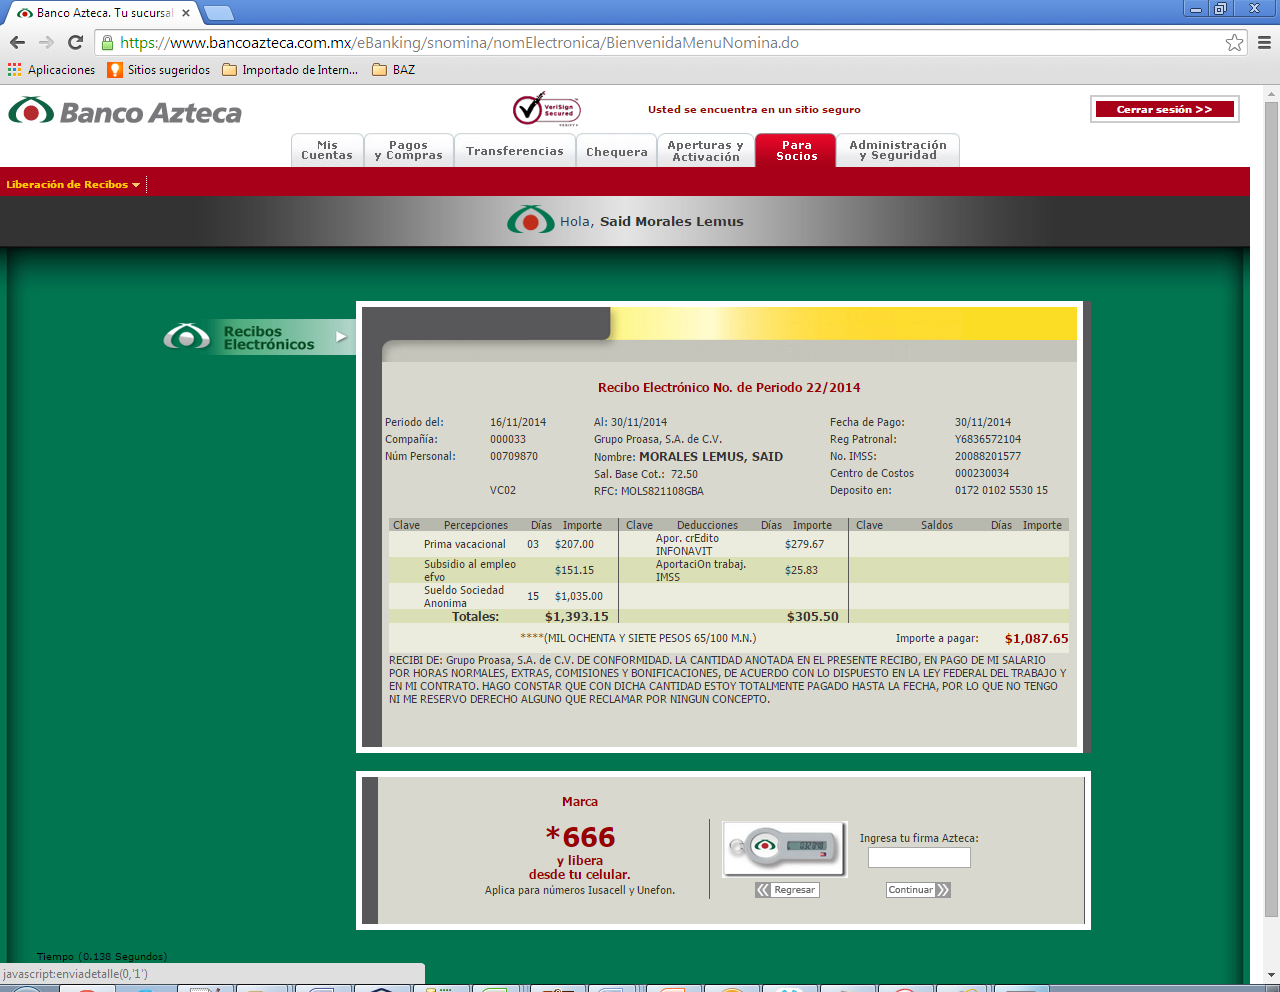 Banco Azteca. Tu sucursal
https://www.bancoazteca.com.mx/eBanking/snomina/nomElectronica/BienvenidaMenuNomina.do
Aplicaciones Sitios sugeridos Importado de Intern... BAZ
Banco Azteca
VeriSign
Secured
Usted se encuentra en un sitio seguro
Cerrar sesión >>
Mis Cuentas
Pagos y Compras
Transferencias
Chequera
Aperturas y Activación
Para Socios
Administración y Seguridad
Liberación de Recibos
Hola, Said Morales Lemus
Recibos
Electrónicos
Recibo Electrónico No. de Periodo 22/2014
Periodo del: 16/11/2014 Al: 30/11/2014 Fecha de Pago: 30/11/2014
Compañía: 000033 Grupo Proasa, S.A. de C.V. Reg Patronal: Y6836572104
Núm Personal: 00709870 Nombre: MORALES LEMUS, SAID No. IMSS: 20088201577
Sal. Base Cot.: 72.50 Centro de Costos 000230034
VC02 RFC: MOLS821108GBA Deposito en: 0172 0102 5530 15
Clave Percepciones Días Importe Clave Deducciones Días Importe Clave Saldos Días Importe
Prima vacacional 03 $207.00 Apor. crEdito INFONAVIT $279.67
Subsidio al empleo efvo $151.15 AportaciOn trabaj. IMSS $25.83
Sueldo Sociedad Anonima 15 $1,035.00
Totales: $1,393.15 $305.50
****(MIL OCHENTA Y SIETE PESOS 65/100 M.N.) Importe a pagar: $1,087.65
RECIBI DE: Grupo Proasa, S.A. de C.V. DE CONFORMIDAD. LA CANTIDAD ANOTADA EN EL PRESENTE RECIBO, EN PAGO DE MI SALARIO
POR HORAS NORMALES, EXTRAS, COMISIONES Y BONIFICACIONES, DE ACUERDO CON LO DISPUESTO EN LA LEY FEDERAL DEL TRABAJO Y
EN MI CONTRATO. HAGO CONSTAR QUE CON DICHA CANTIDAD ESTOY TOTALMENTE PAGADO HASTA LA FECHA, POR LO QUE NO TENGO
NI ME RESERVO DERECHO ALGUNO QUE RECLAMAR POR NINGUN CONCEPTO.
Marca
*666
y libera
desde tu celular.
Aplica para números Iusacell y Unefon.
Ingresa tu firma Azteca:
Regresar
Continuar
Tiempo (0.138 Segundos)
javascript:enviadetalle(0,'1')